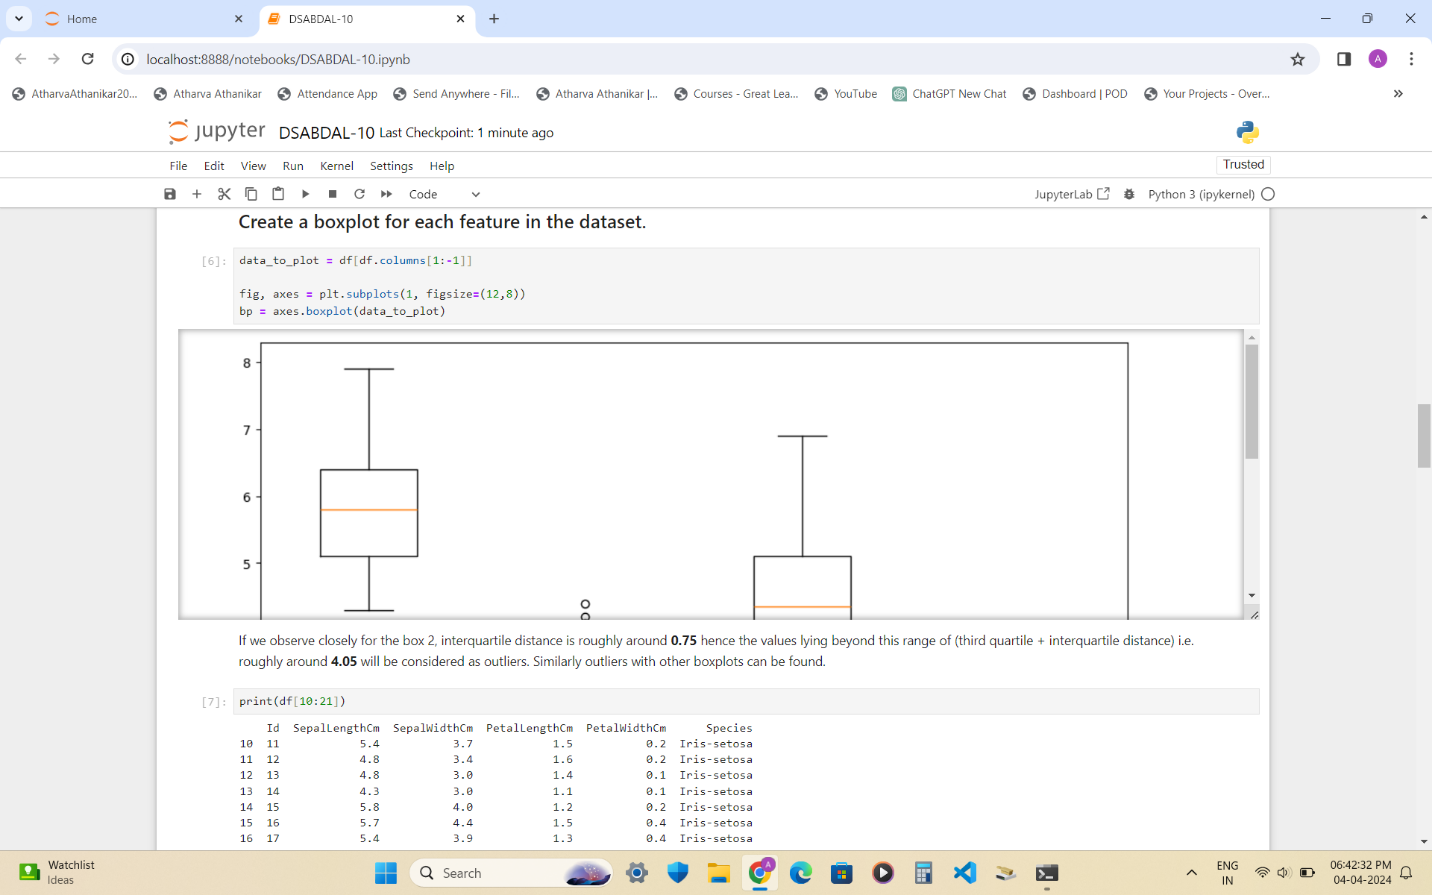 Home
DSABDAL-10
localhost:8888/notebooks/DSABDAL-10.ipynb
A
AtharvaAthanikar20...
Atharva Athanikar
Attendance App
Send Anywhere - Fil...
Atharva Athanikar |...
Courses - Great Lea...
YouTube
ChatGPT New Chat
Dashboard | POD
Your Projects - Over...
jupyter DSABDAL-10 Last Checkpoint: 1 minute ago
File Edit View Run Kernel Settings Help
Trusted
Code
JupyterLab
Python 3 (ipykernel)
Create a boxplot for each feature in the dataset.
[6]: data_to_plot = df[df.columns[1:-1]]
fig, axes = plt.subplots(1, figsize=(12,8))
bp = axes.boxplot(data_to_plot)
8
7
6
5
If we observe closely for the box 2, interquartile distance is roughly around 0.75 hence the values lying beyond this range of (third quartile + interquartile distance) i.e.
roughly around 4.05 will be considered as outliers. Similarly outliers with other boxplots can be found.
[7]: print(df[10:21])
Id SepalLengthCm SepalWidthCm PetalLengthCm PetalWidthCm Species
10 11 5.4 3.7 1.5 0.2 Iris-setosa
11 12 4.8 3.4 1.6 0.2 Iris-setosa
12 13 4.8 3.0 1.4 0.1 Iris-setosa
13 14 4.3 3.0 1.1 0.1 Iris-setosa
14 15 5.8 4.0 1.2 0.2 Iris-setosa
15 16 5.7 4.4 1.5 0.4 Iris-setosa
16 17 5.4 3.9 1.3 0.4 Iris-setosa
Watchlist
Ideas
Search
A
ENG
IN
06:42:32 PM
04-04-2024